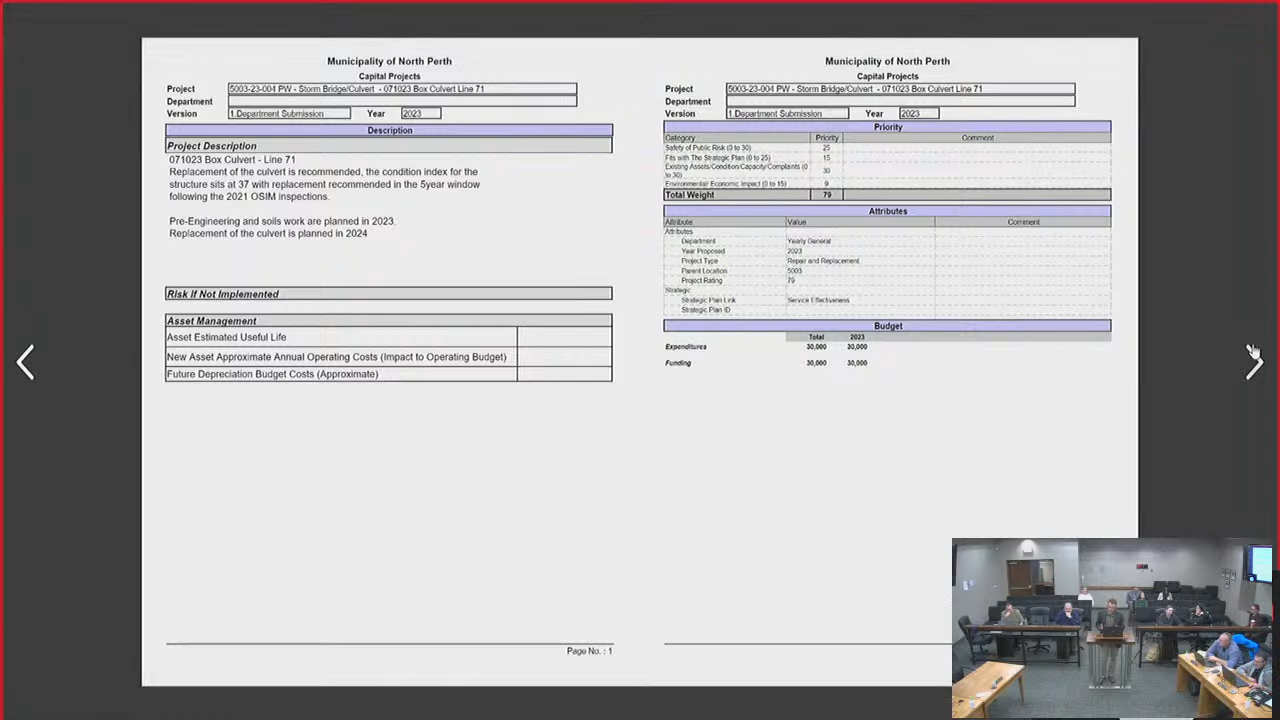 Municipality of North Perth
Capital Projects
Project 5003-23-004 PW - Storm Bridge/Culvert - 071023 Box Culvert Line 71
Department
Version 1.Department Submission Year 2023
Description
Project Description
071023 Box Culvert - Line 71
Replacement of the culvert is recommended, the condition index for the
structure sits at 37 with replacement recommended in the 5year window
following the 2021 OSIM inspections.
Pre-Engineering and soils work are planned in 2023.
Replacement of the culvert is planned in 2024
Risk If Not Implemented
Asset Management
Asset Estimated Useful Life
New Asset Approximate Annual Operating Costs (Impact to Operating Budget)
Future Depreciation Budget Costs (Approximate)
Page No. : 1
Municipality of North Perth
Capital Projects
Project 5003-23-004 PW - Storm Bridge/Culvert - 071023 Box Culvert Line 71
Department
Version 1.Department Submission Year 2023
Priority
Category Priority Comment
Safety of Public Risk (0 to 30) 25
Fits with The Strategic Plan (0 to 25) 15
Existing Assets/Condition/Capacity/Complaints (0
to 30) 30
Environmental/ Economic Impact (0 to 15) 9
Total Weight 79
Attributes
Attribute Value Comment
Attributes
Department Yearly General
Year Proposed 2023
Project Type Repair and Replacement
Parent Location 5003
Project Rating 79
Strategic
Strategic Plan Link Service Effectiveness
Strategic Plan ID
Budget
Total 2023
Expenditures 30,000 30,000
Funding 30,000 30,000